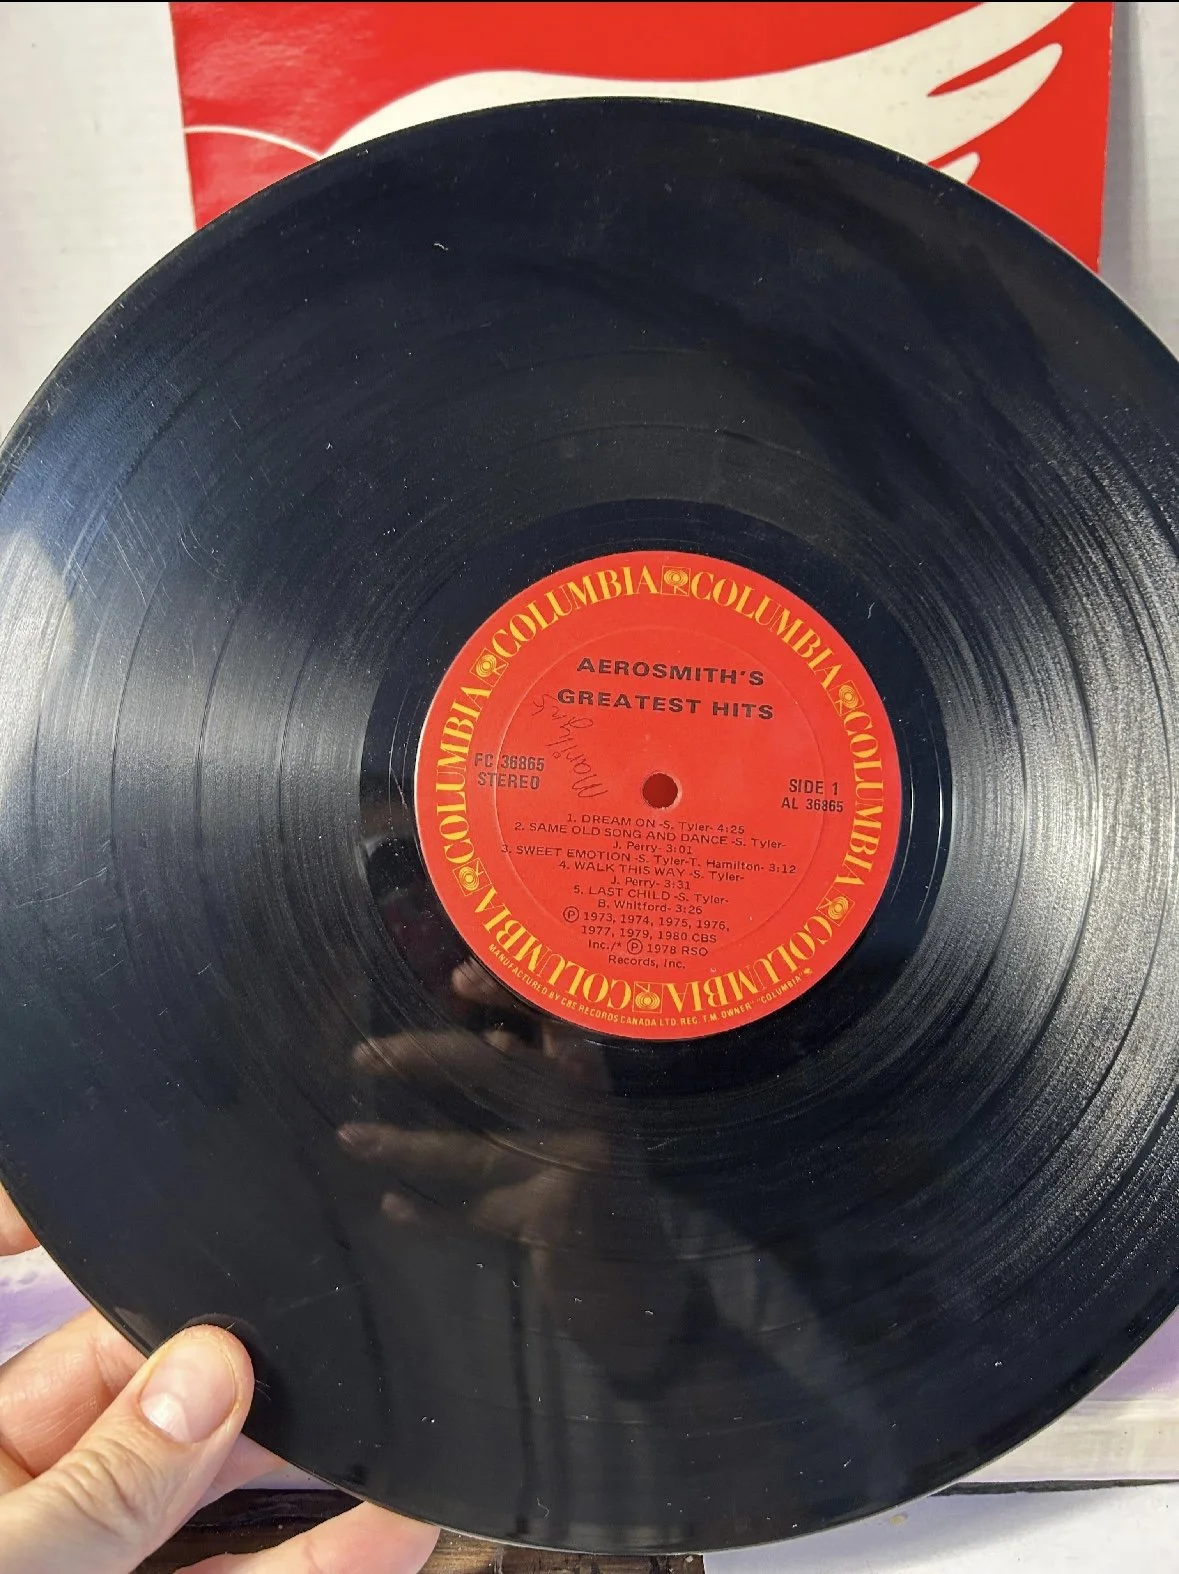 COLUMBIA COLUMBIA COLUMBIA COLUMBIA COLUMBIA COLUMBIA
AEROSMITH'S
GREATEST HITS
FC 36865
STEREO
SIDE 1
AL 36865
1. DREAM ON -S. Tyler- 4:25
2. SAME OLD SONG AND DANCE -S. Tyler-
J. Perry- 3:01
3. SWEET EMOTION -S. Tyler-T. Hamilton- 3:12
4. WALK THIS WAY -S. Tyler-
J. Perry- 3:31
5. LAST CHILD -S. Tyler-
B. Whitford- 3:26
Ⓟ 1973, 1974, 1975, 1976,
1977, 1979, 1980 CBS
Inc./* Ⓟ 1978 RSO
Records, Inc.
MANUFACTURED BY CBS RECORDS CANADA LTD. REG. T.M. OWNER "COLUMBIA"